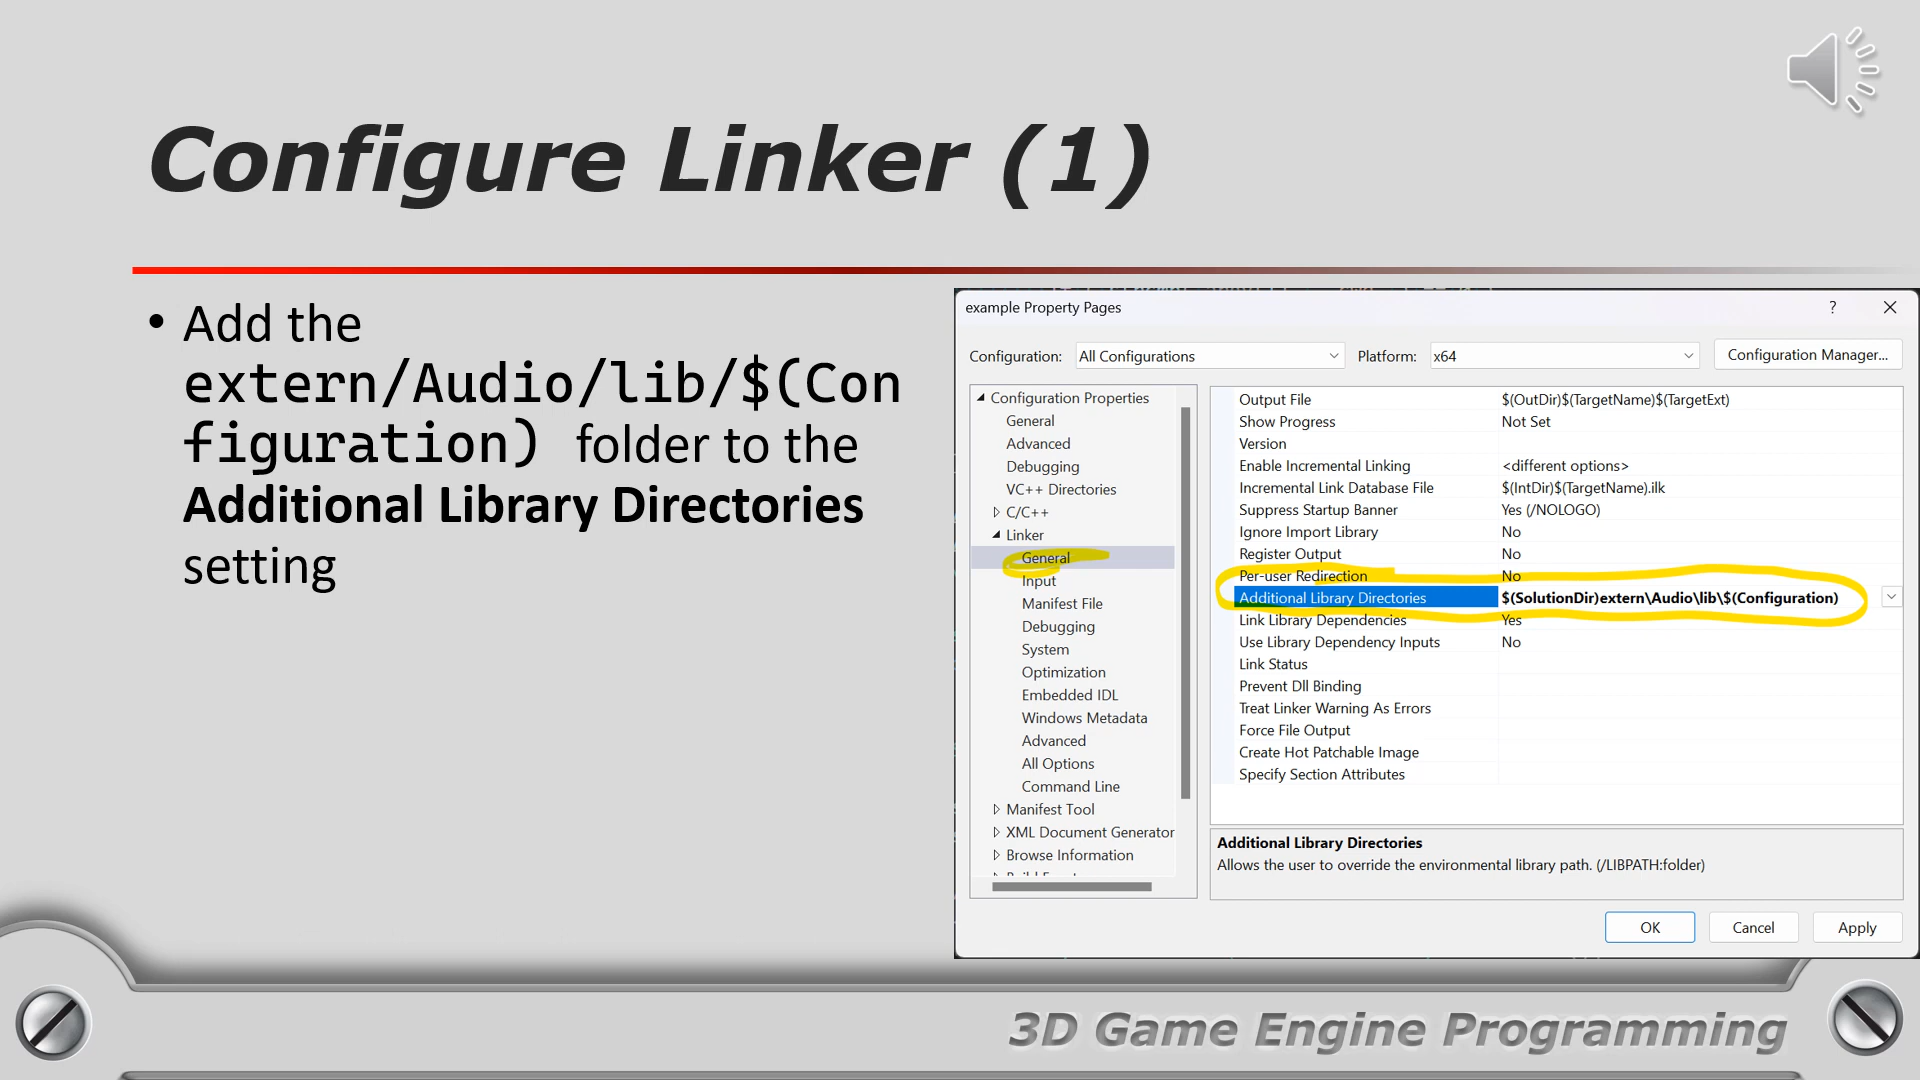 Configure Linker (1)
• Add the
extern/Audio/lib/$(Con
figuration) folder to the
Additional Library Directories
setting
example Property Pages
?
Configuration: All Configurations Platform: x64 Configuration Manager...
Configuration Properties
General
Advanced
Debugging
VC++ Directories
C/C++
Linker
General
Input
Manifest File
Debugging
System
Optimization
Embedded IDL
Windows Metadata
Advanced
All Options
Command Line
Manifest Tool
XML Document Generator
Browse Information
Output File $(OutDir)$(TargetName)$(TargetExt)
Show Progress Not Set
Version
Enable Incremental Linking <different options>
Incremental Link Database File $(IntDir)$(TargetName).ilk
Suppress Startup Banner Yes (/NOLOGO)
Ignore Import Library No
Register Output No
Per-user Redirection No
Additional Library Directories $(SolutionDir)extern\Audio\lib\$(Configuration)
Link Library Dependencies Yes
Use Library Dependency Inputs No
Link Status
Prevent Dll Binding
Treat Linker Warning As Errors
Force File Output
Create Hot Patchable Image
Specify Section Attributes
Additional Library Directories
Allows the user to override the environmental library path. (/LIBPATH:folder)
OK Cancel Apply
3D Game Engine Programming